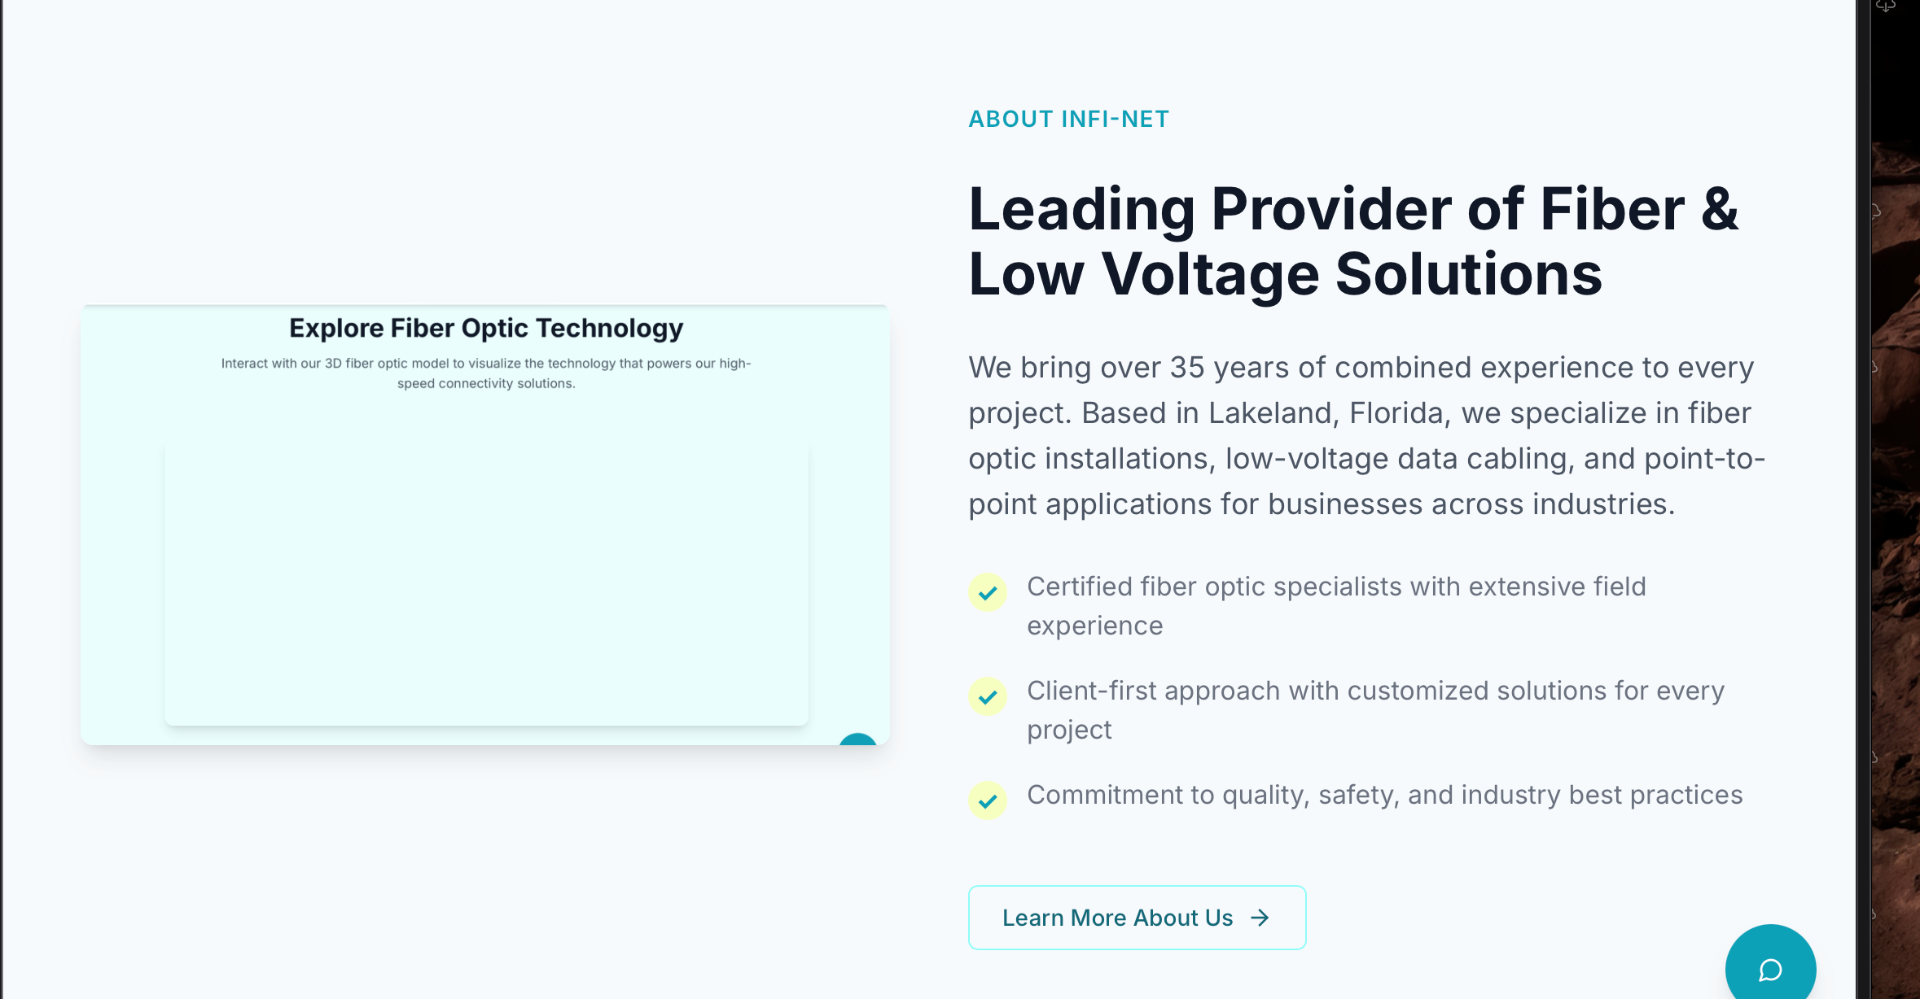 ABOUT INFI-NET
Leading Provider of Fiber &
Low Voltage Solutions
Explore Fiber Optic Technology
Interact with our 3D fiber optic model to visualize the technology that powers our high-
speed connectivity solutions.
We bring over 35 years of combined experience to every
project. Based in Lakeland, Florida, we specialize in fiber
optic installations, low-voltage data cabling, and point-to-
point applications for businesses across industries.
Certified fiber optic specialists with extensive field
experience
Client-first approach with customized solutions for every
project
Commitment to quality, safety, and industry best practices
Learn More About Us